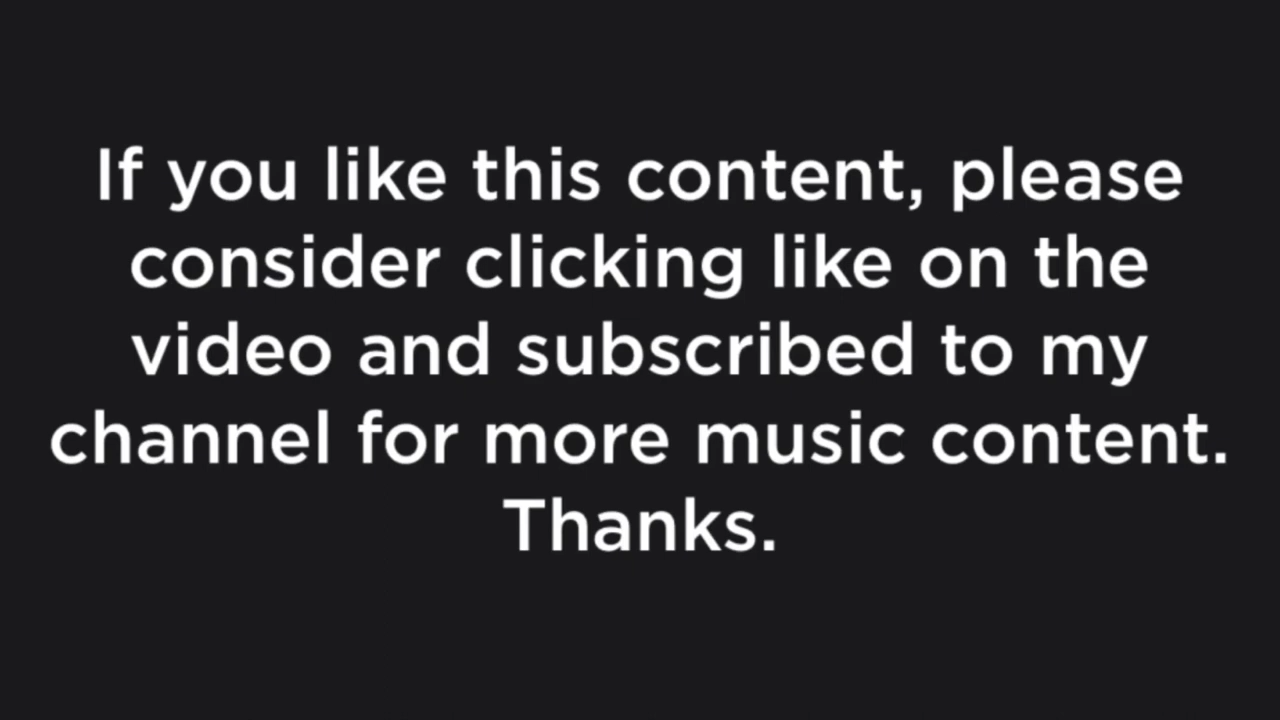 If you like this content, please
consider clicking like on the
video and subscribed to my
channel for more music content.
Thanks.